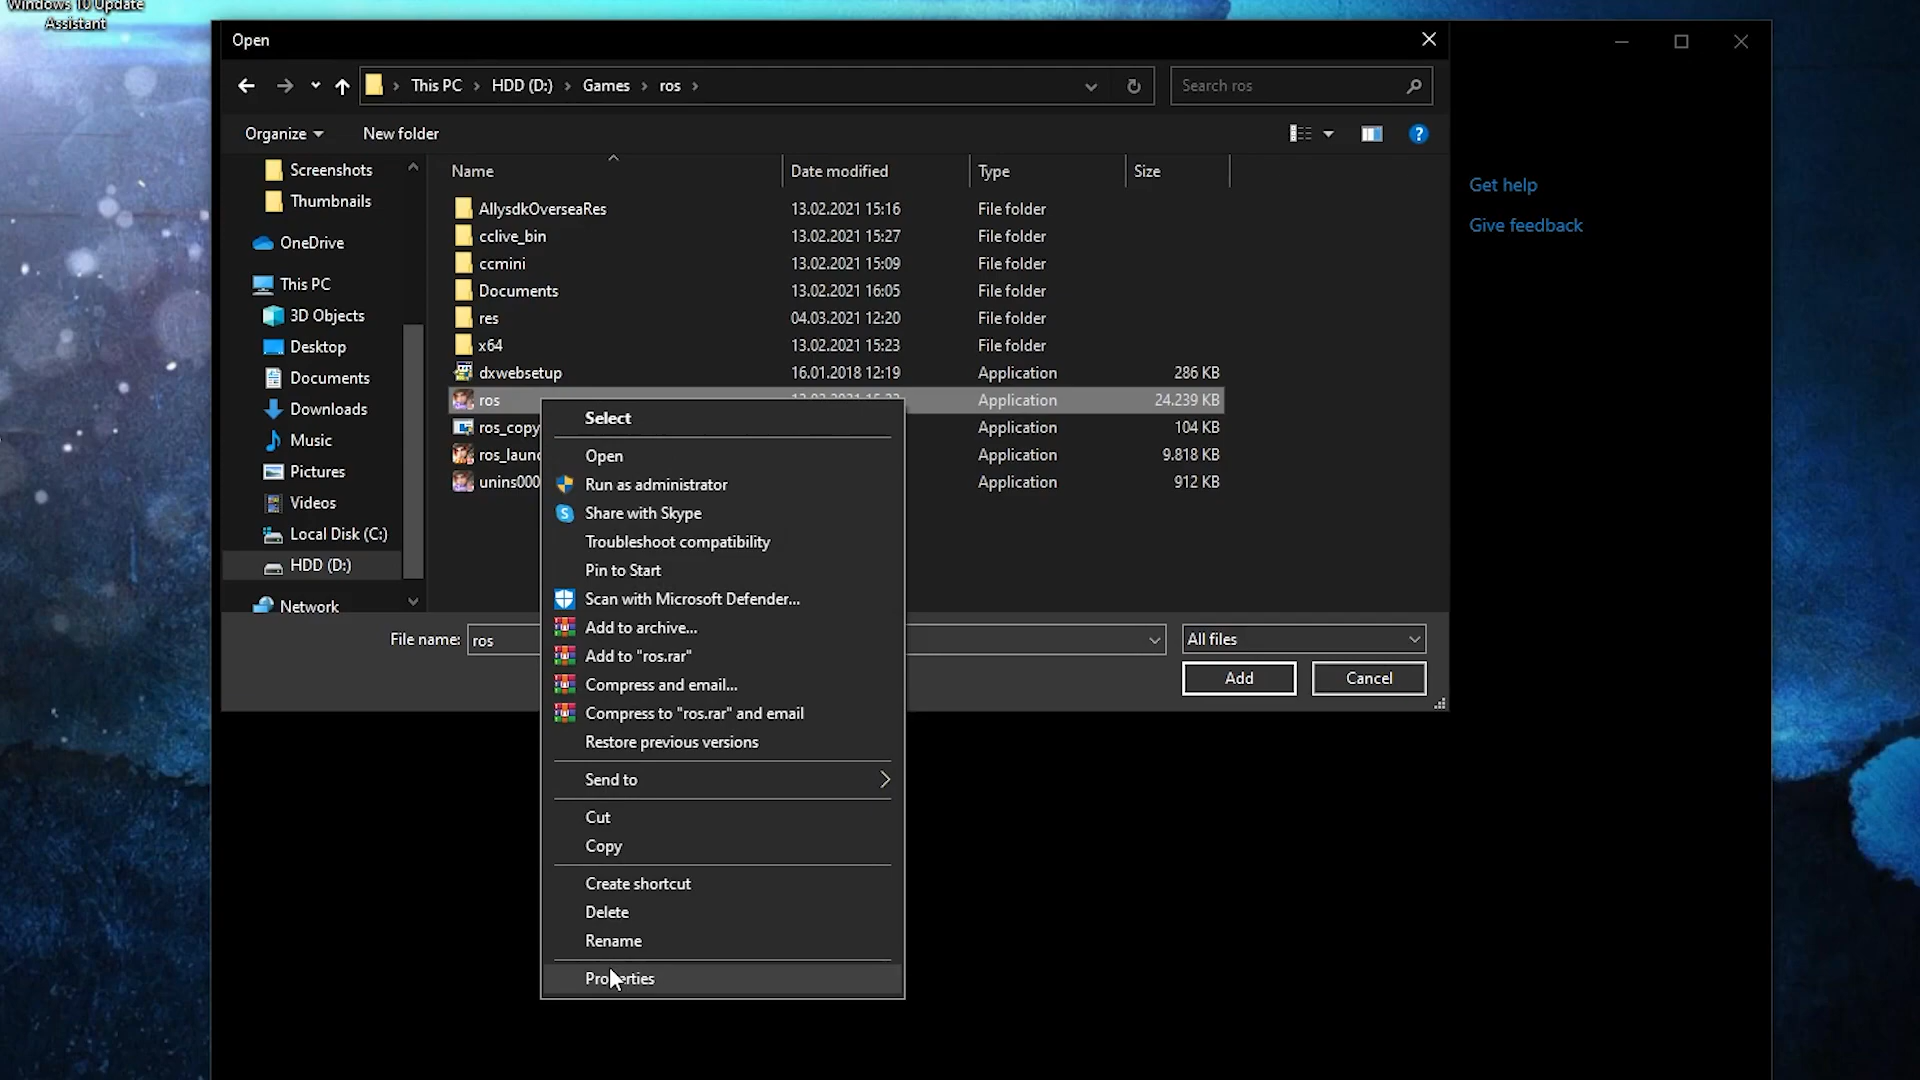 Windows 10 Update
Assistant
Open
This PC
HDD (D:)
Games
ros
Search ros
Organize
New folder
Get help
Give feedback
Screenshots
Thumbnails
OneDrive
This PC
3D Objects
Desktop
Documents
Downloads
Music
Pictures
Videos
Local Disk (C:)
HDD (D:)
Network
Name Date modified Type Size
AllysdkOverseaRes 13.02.2021 15:16 File folder
cclive_bin 13.02.2021 15:27 File folder
ccmini 13.02.2021 15:09 File folder
Documents 13.02.2021 16:05 File folder
res 04.03.2021 12:20 File folder
x64 13.02.2021 15:23 File folder
dxwebsetup 16.01.2018 12:19 Application 286 KB
ros Application 24.239 KB
ros_copy Application 104 KB
ros_laun Application 9.818 KB
unins000 Application 912 KB
Select
Open
Run as administrator
Share with Skype
Troubleshoot compatibility
Pin to Start
Scan with Microsoft Defender...
Add to archive...
Add to "ros.rar"
Compress and email...
Compress to "ros.rar" and email
Restore previous versions
Send to
Cut
Copy
Create shortcut
Delete
Rename
Properties
File name: ros
All files
Add
Cancel